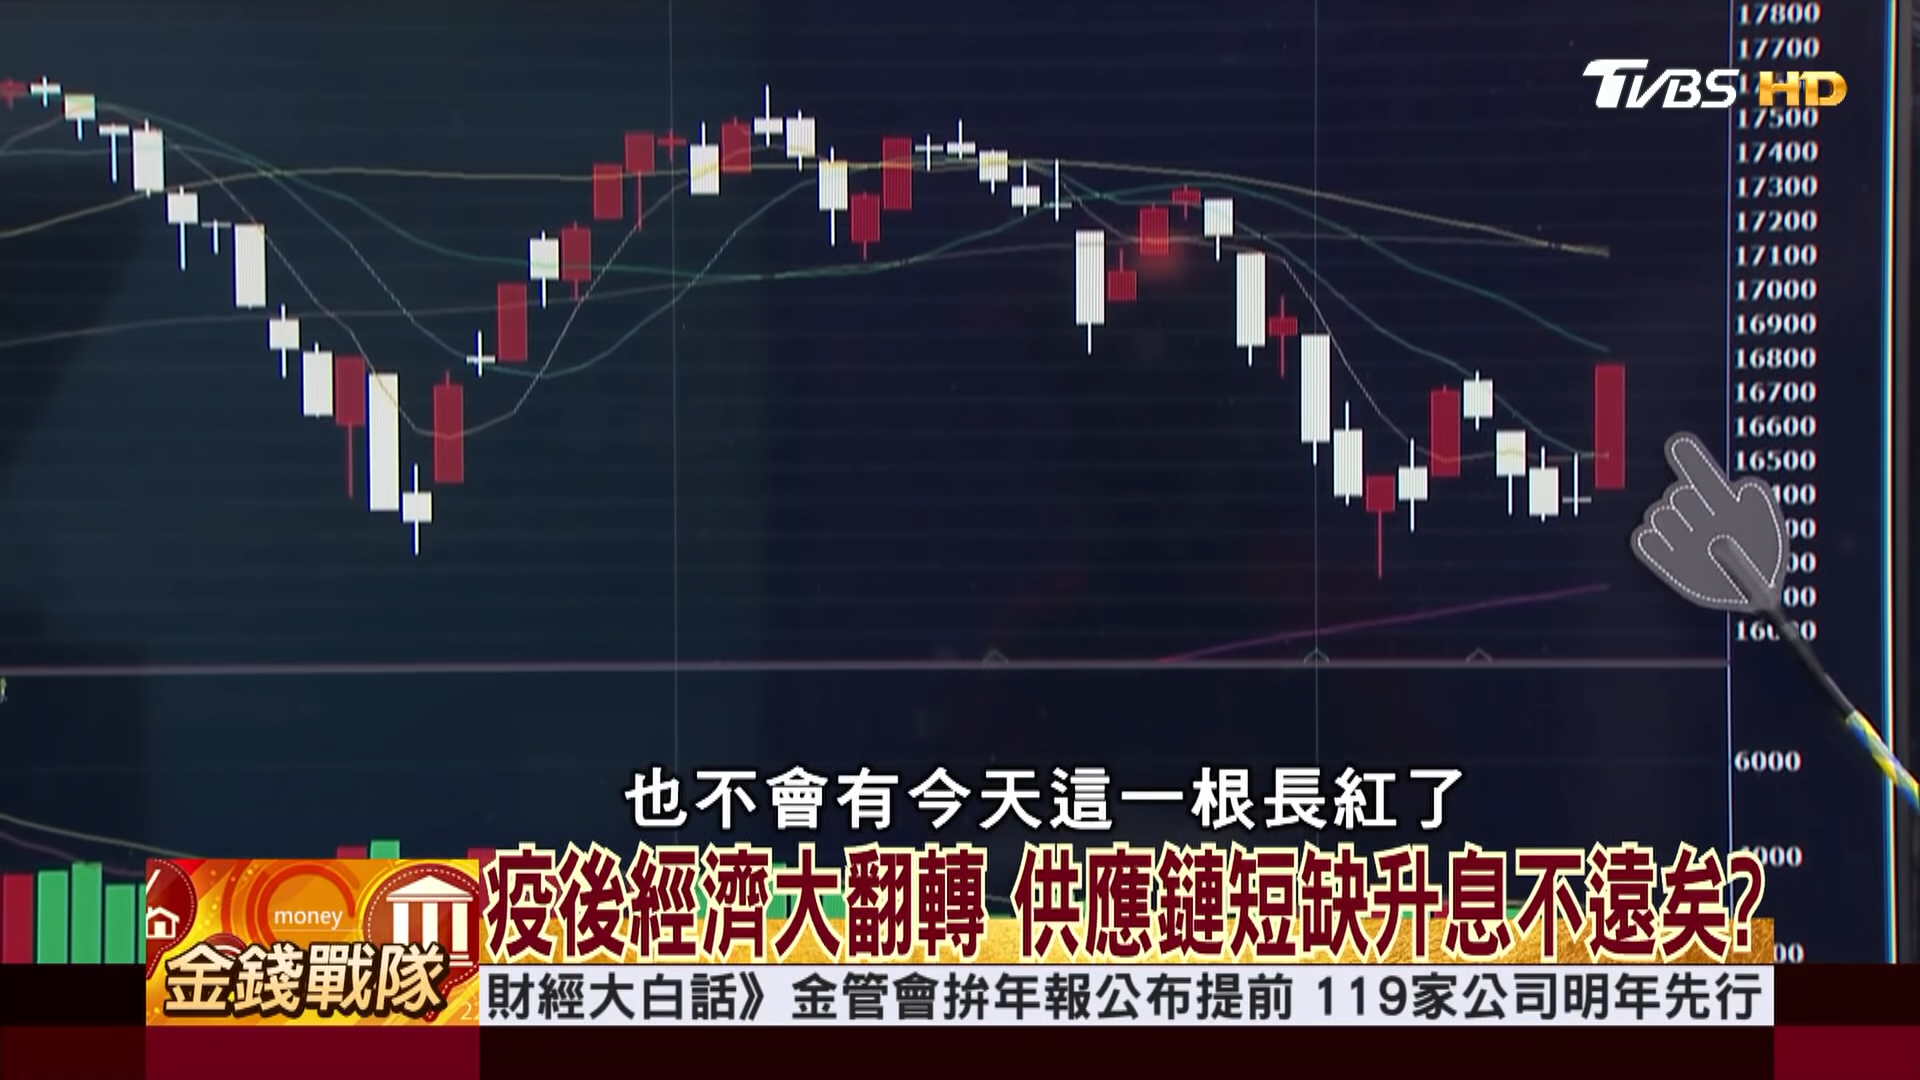 17800
17700
TVBS HD
17500
17400
17300
17200
17100
17000
16900
16800
16700
16600
16500
6000
也不會有今天這一根長紅了
疫後經濟大翻轉 供應鏈短缺升息不遠矣?
money
金錢戰隊
財經大白話》金管會拚年報公布提前 119家公司明年先行